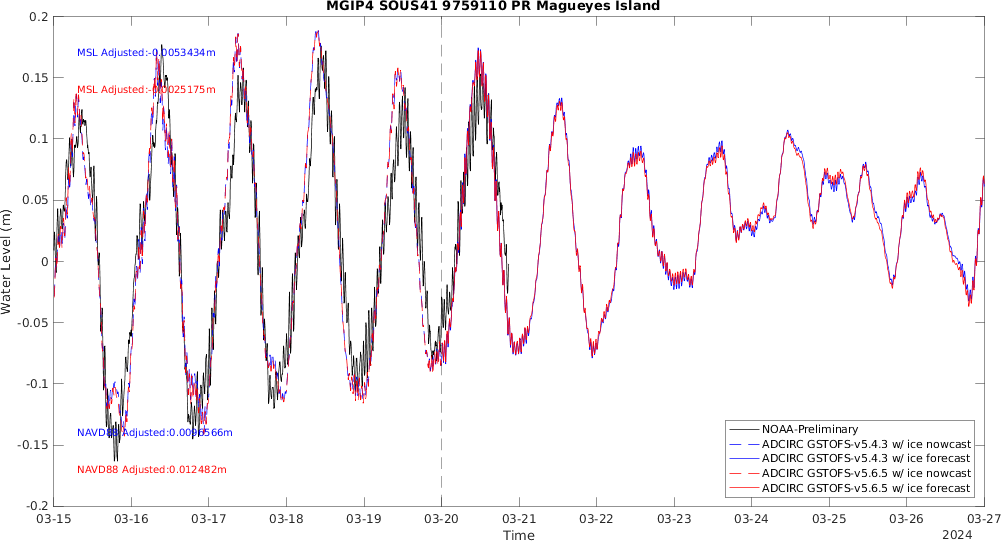 MGIP4 SOUS41 9759110 PR Magueyes Island
0.2
0.15
0.1
0.05
0
-0.05
-0.1
-0.15
-0.2
Water Level (m)
MSL Adjusted:-0.0053434m
MSL Adjusted:-0.0025175m
NAVD88 Adjusted:0.0096566m
NAVD88 Adjusted:0.012482m
NOAA-Preliminary
ADCIRC GSTOFS-v5.4.3 w/ ice nowcast
ADCIRC GSTOFS-v5.4.3 w/ ice forecast
ADCIRC GSTOFS-v5.6.5 w/ ice nowcast
ADCIRC GSTOFS-v5.6.5 w/ ice forecast
03-15 03-16 03-17 03-18 03-19 03-20 03-21 03-22 03-23 03-24 03-25 03-26 03-27
Time
2024